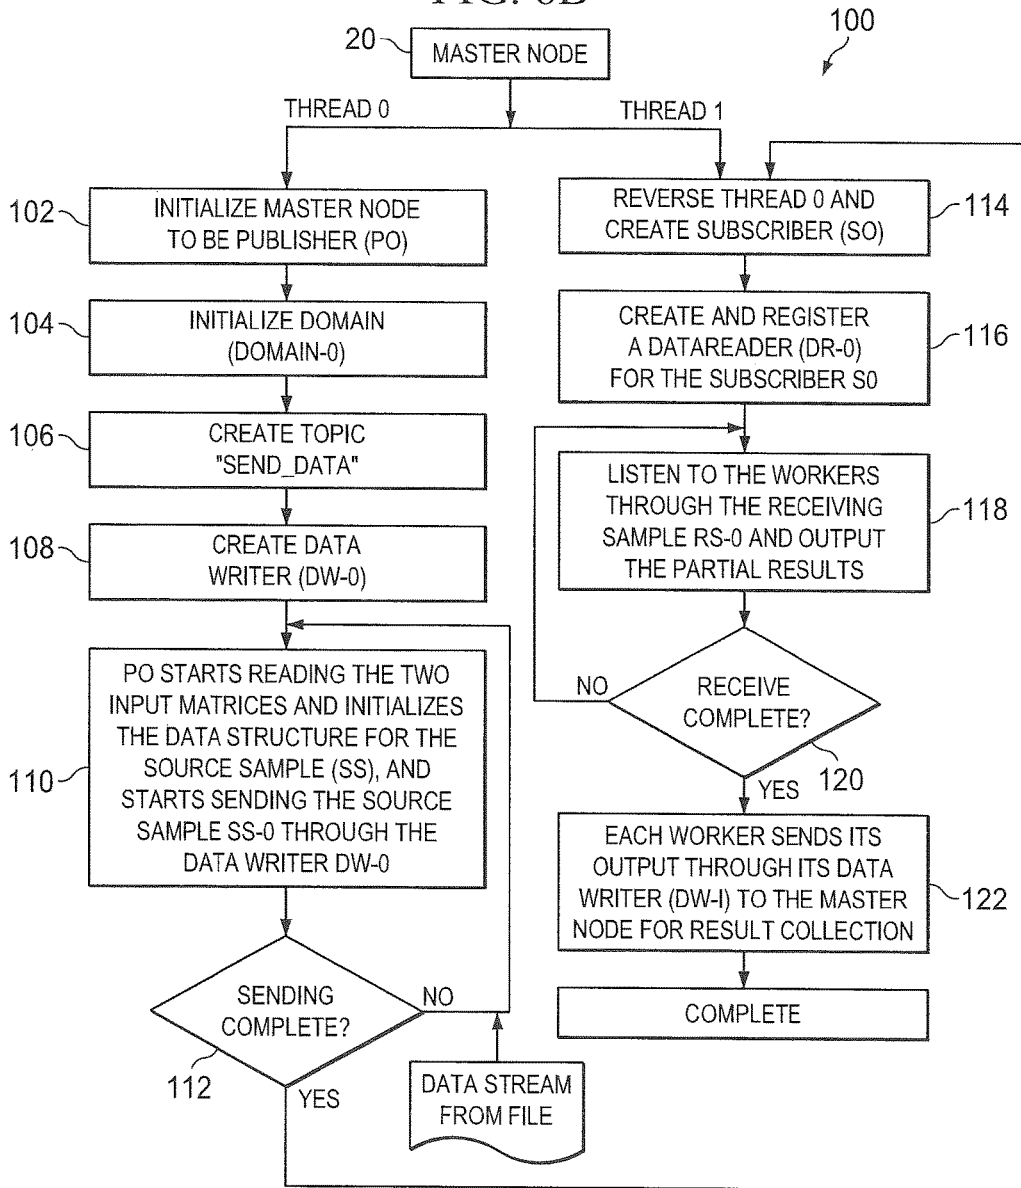 FIG. 6B
100
20
MASTER NODE
THREAD 0
THREAD 1
102
INITIALIZE MASTER NODE
TO BE PUBLISHER (PO)
104
INITIALIZE DOMAIN
(DOMAIN-0)
106
CREATE TOPIC
"SEND_DATA"
108
CREATE DATA
WRITER (DW-0)
110
PO STARTS READING THE TWO
INPUT MATRICES AND INITIALIZES
THE DATA STRUCTURE FOR THE
SOURCE SAMPLE (SS), AND
STARTS SENDING THE SOURCE
SAMPLE SS-0 THROUGH THE
DATA WRITER DW-0
SENDING
COMPLETE?
NO
112
YES
DATA STREAM
FROM FILE
REVERSE THREAD 0 AND
CREATE SUBSCRIBER (SO)
114
CREATE AND REGISTER
A DATAREADER (DR-0)
FOR THE SUBSCRIBER S0
116
LISTEN TO THE WORKERS
THROUGH THE RECEIVING
SAMPLE RS-0 AND OUTPUT
THE PARTIAL RESULTS
118
NO
RECEIVE
COMPLETE?
120
YES
EACH WORKER SENDS ITS
OUTPUT THROUGH ITS DATA
WRITER (DW-I) TO THE MASTER
NODE FOR RESULT COLLECTION
122
COMPLETE